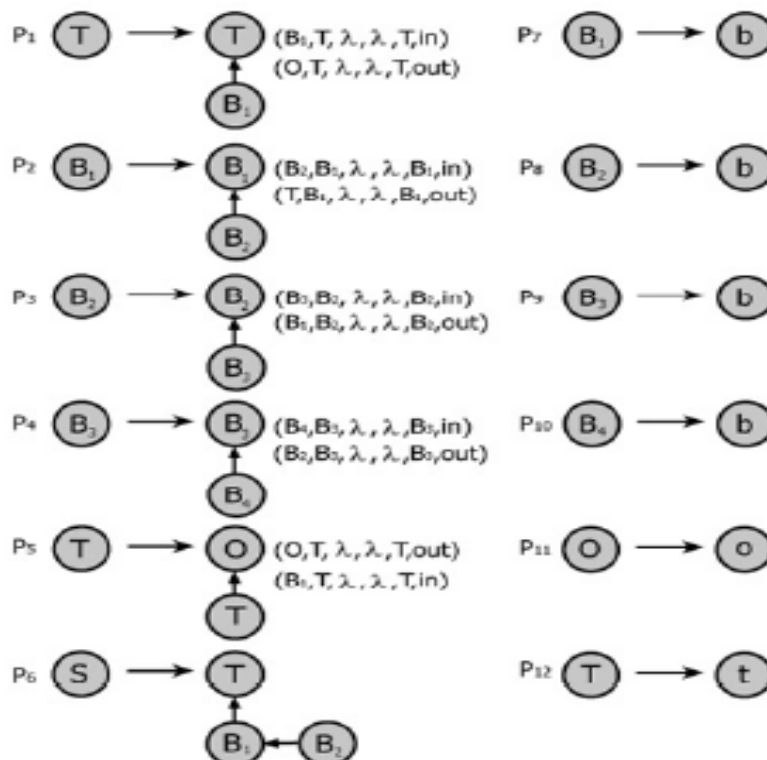 P₁ T → T (B₁,T,λ,λ,T,in) P₇ B₁ → b
(O,T,λ,λ,T,out)
B₁
P₂ B₁ → B₁ (B₂,B₁,λ,λ,B₁,in) P₈ B₂ → b
(T,B₁,λ,λ,B₁,out)
B₂
P₃ B₂ → B₂ (B₃,B₂,λ,λ,B₂,in) P₉ B₃ → b
(B₁,B₂,λ,λ,B₂,out)
B₃
P₄ B₃ → B₃ (B₄,B₃,λ,λ,B₃,in) P₁₀ B₄ → b
(B₂,B₃,λ,λ,B₃,out)
B₄
P₅ T → O (O,T,λ,λ,T,out) P₁₁ O → o
(B₁,T,λ,λ,T,in)
T
P₆ S → T P₁₂ T → t
B₁ B₂